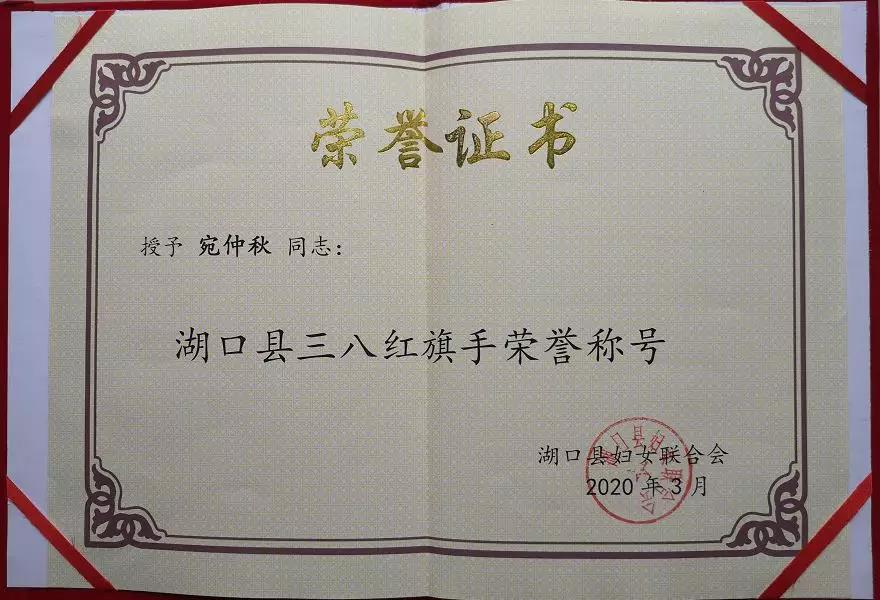 荣誉证书
授予 宛仲秋 同志：
湖口县三八红旗手荣誉称号
湖口县妇女联合会
2020 年 3 月